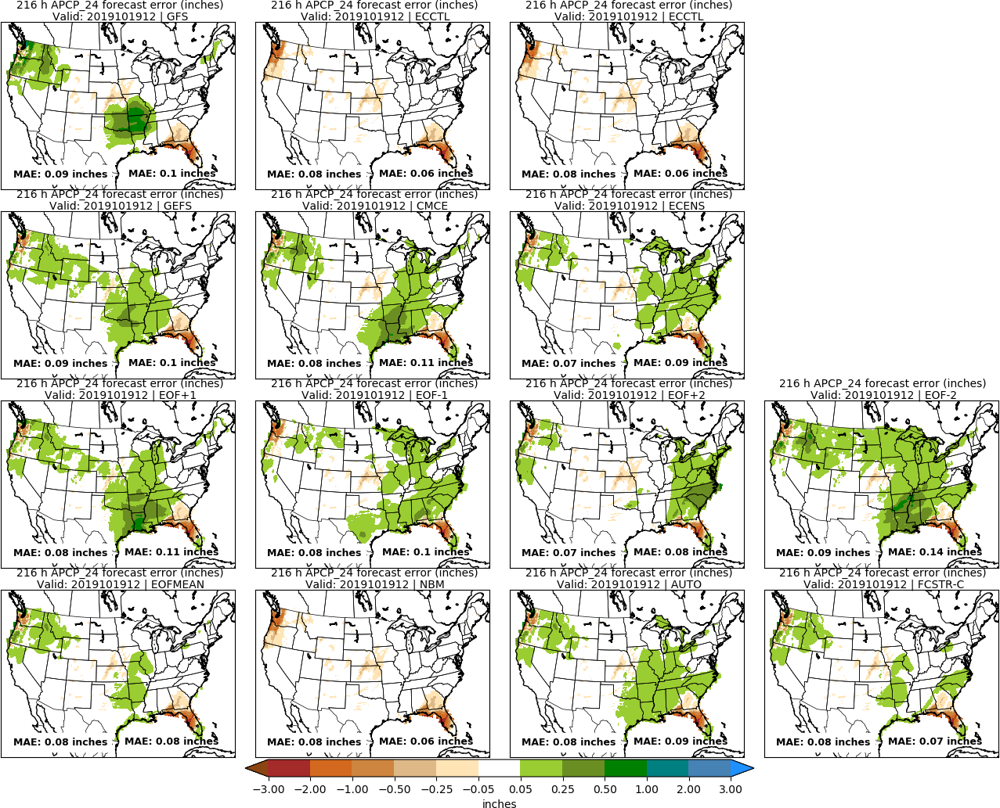 216 h APCP_24 forecast error (inches)
Valid: 2019101912 | GFS
MAE: 0.09 inches
MAE: 0.1 inches
216 h APCP_24 forecast error (inches)
Valid: 2019101912 | ECCTL
MAE: 0.08 inches
MAE: 0.06 inches
216 h APCP_24 forecast error (inches)
Valid: 2019101912 | ECCTL
MAE: 0.08 inches
MAE: 0.06 inches
216 h APCP_24 forecast error (inches)
Valid: 2019101912 | GEFS
MAE: 0.09 inches
MAE: 0.1 inches
216 h APCP_24 forecast error (inches)
Valid: 2019101912 | CMCE
MAE: 0.08 inches
MAE: 0.11 inches
216 h APCP_24 forecast error (inches)
Valid: 2019101912 | ECENS
MAE: 0.07 inches
MAE: 0.09 inches
216 h APCP_24 forecast error (inches)
Valid: 2019101912 | EOF+1
MAE: 0.08 inches
MAE: 0.11 inches
216 h APCP_24 forecast error (inches)
Valid: 2019101912 | EOF-1
MAE: 0.08 inches
MAE: 0.1 inches
216 h APCP_24 forecast error (inches)
Valid: 2019101912 | EOF+2
MAE: 0.07 inches
MAE: 0.08 inches
216 h APCP_24 forecast error (inches)
Valid: 2019101912 | EOF-2
MAE: 0.09 inches
MAE: 0.14 inches
216 h APCP_24 forecast error (inches)
Valid: 2019101912 | EOFMEAN
MAE: 0.08 inches
MAE: 0.08 inches
216 h APCP_24 forecast error (inches)
Valid: 2019101912 | NBM
MAE: 0.08 inches
MAE: 0.06 inches
216 h APCP_24 forecast error (inches)
Valid: 2019101912 | AUTO
MAE: 0.08 inches
MAE: 0.09 inches
216 h APCP_24 forecast error (inches)
Valid: 2019101912 | FCSTR-C
MAE: 0.08 inches
MAE: 0.07 inches
−3.00 −2.00 −1.00 −0.50 −0.25 −0.05 0.05 0.25 0.50 1.00 2.00 3.00
inches